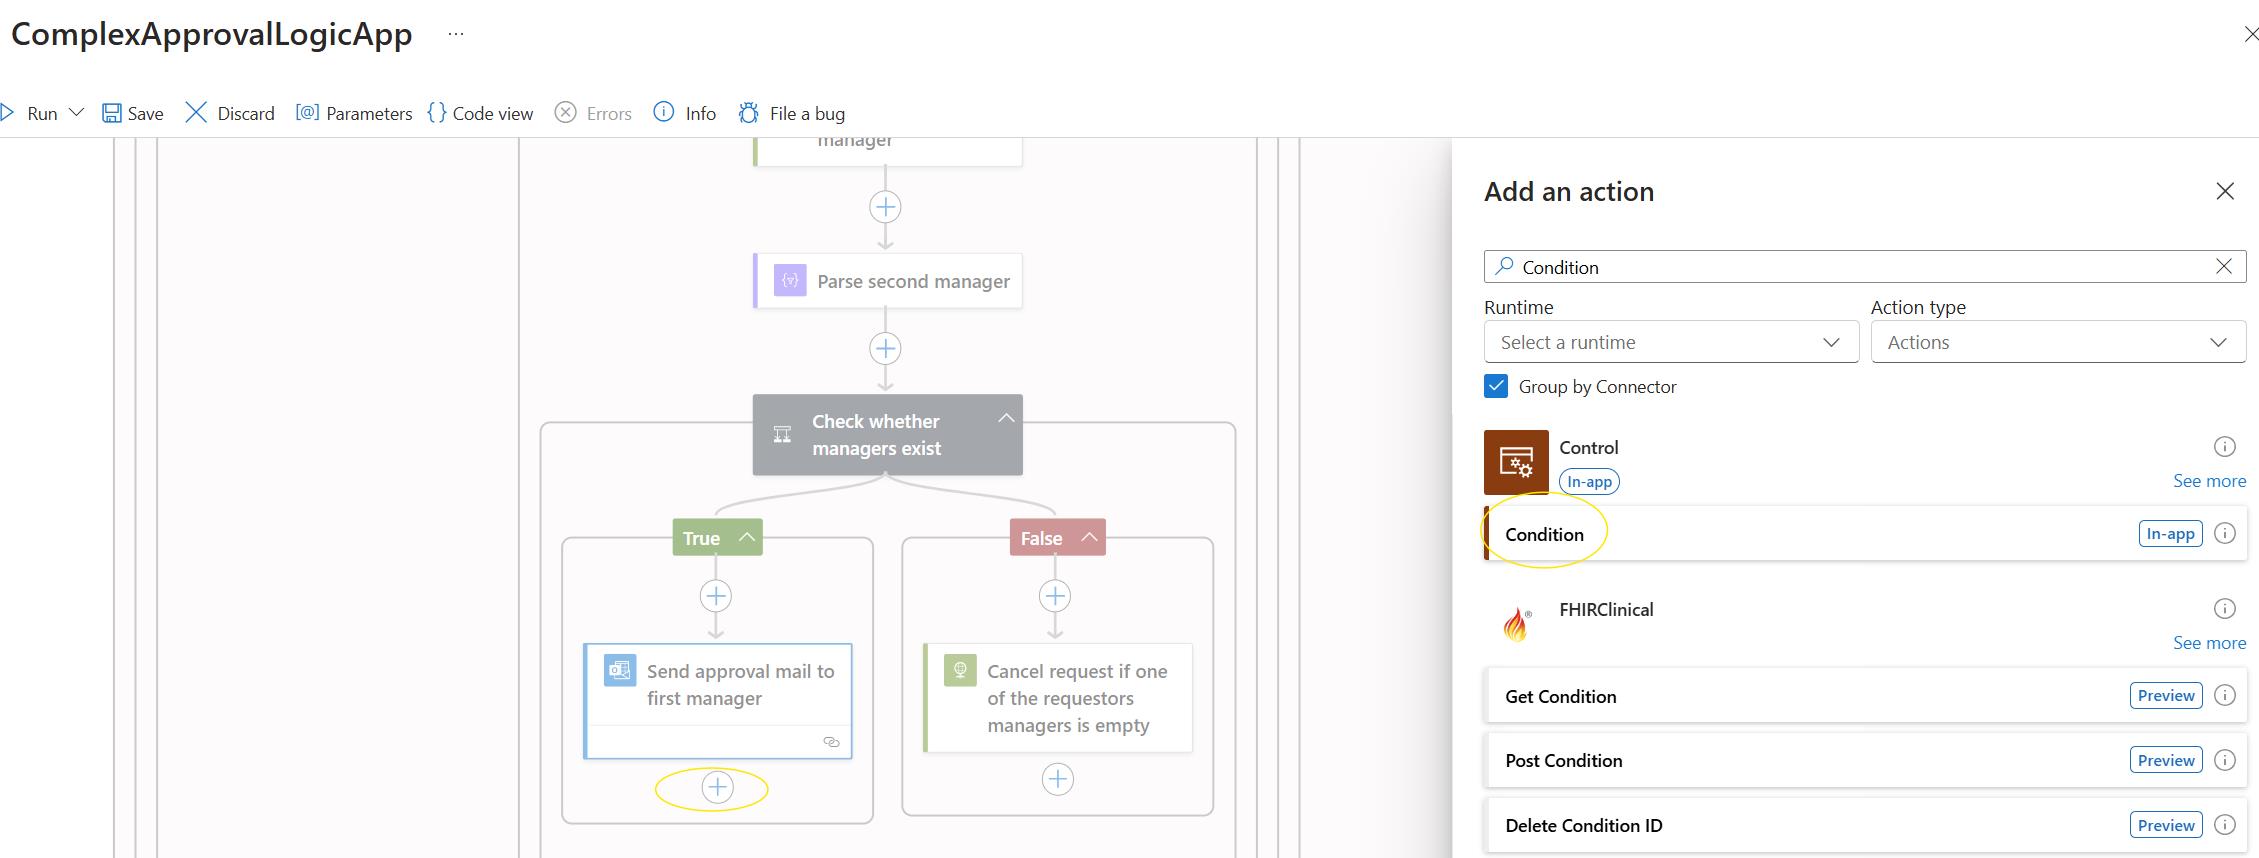 ComplexApprovalLogicApp ...
Run Save Discard [@] Parameters {} Code view Errors Info File a bug
manager
Parse second manager
Check whether
managers exist
True
False
Send approval mail to
first manager
Cancel request if one
of the requestors
managers is empty
Add an action
Condition
Runtime
Action type
Select a runtime
Actions
Group by Connector
Control
In-app
See more
Condition
In-app
FHIRClinical
See more
Get Condition
Preview
Post Condition
Preview
Delete Condition ID
Preview